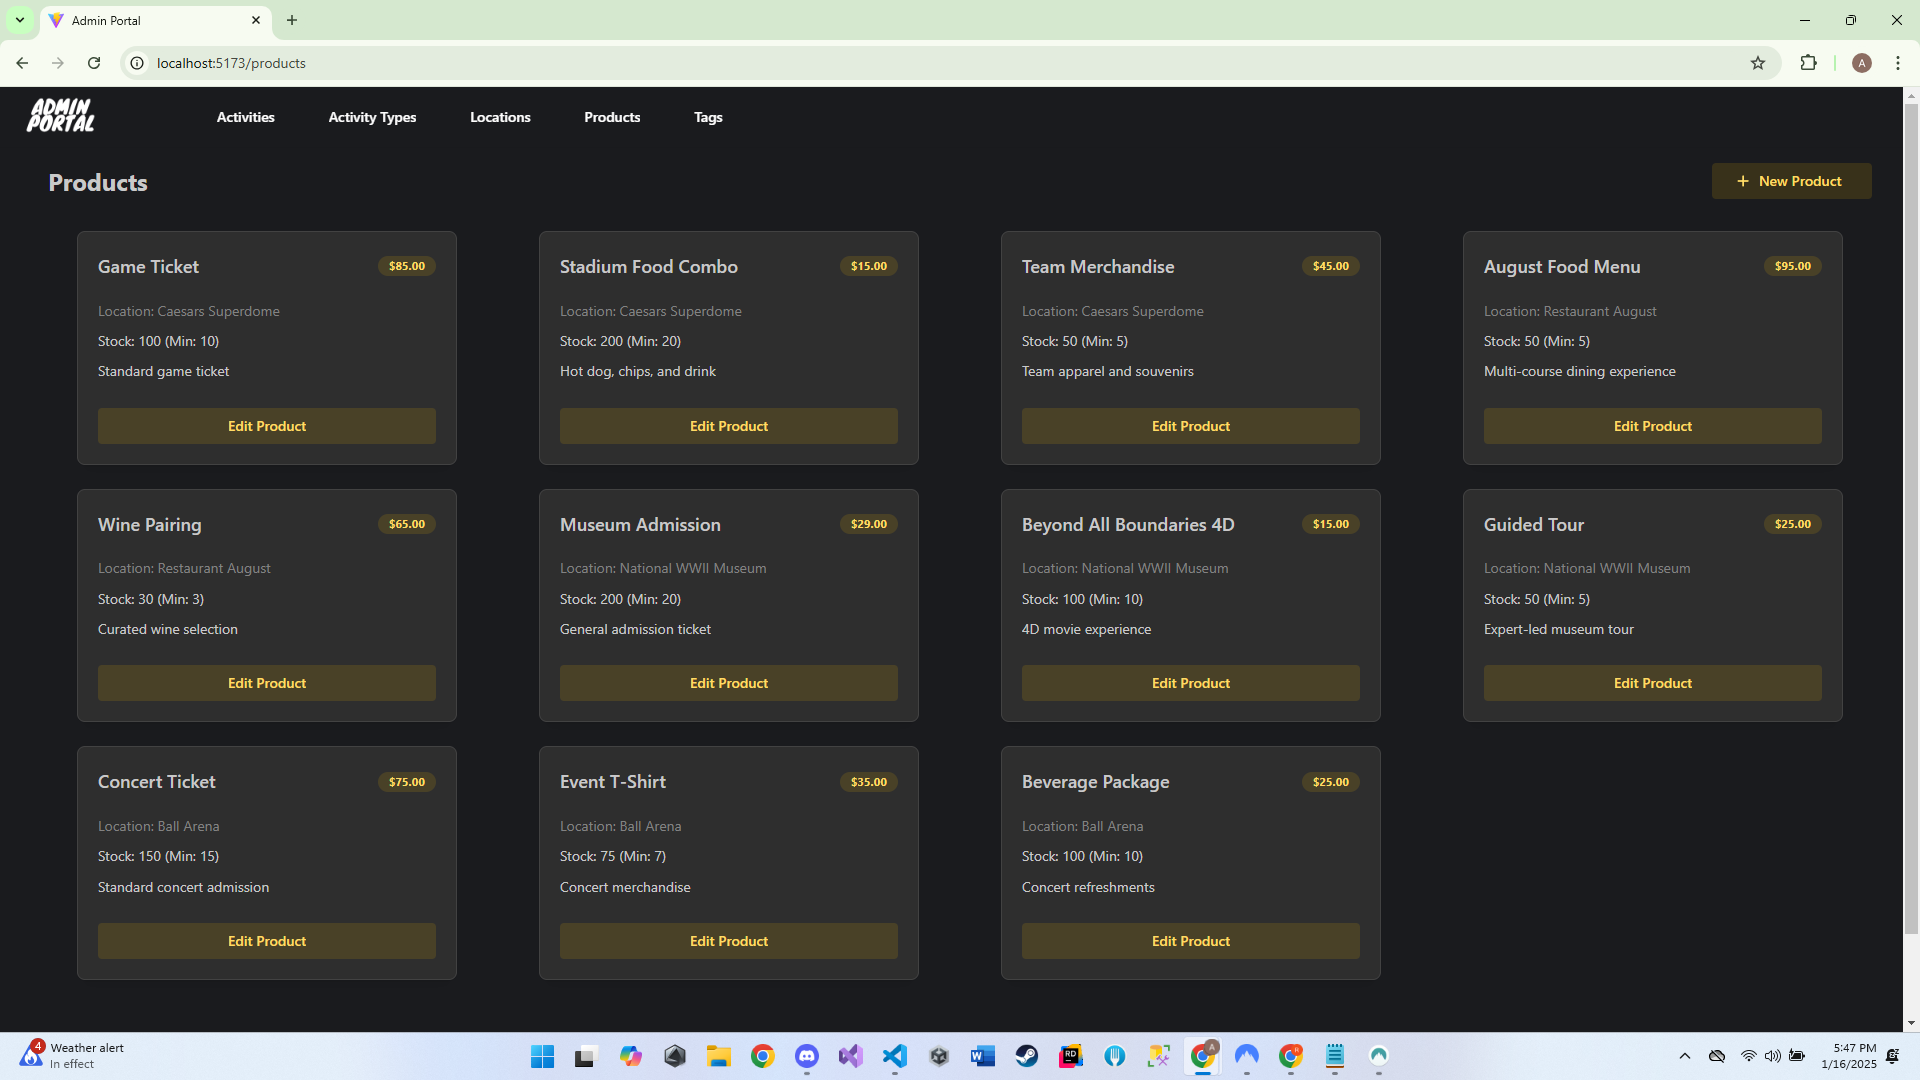 Admin Portal
localhost:5173/products
A
ADMIN
PORTAL
Activities
Activity Types
Locations
Products
Tags
Products
+ New Product
Game Ticket
$85.00
Location: Caesars Superdome
Stock: 100 (Min: 10)
Standard game ticket
Edit Product
Stadium Food Combo
$15.00
Location: Caesars Superdome
Stock: 200 (Min: 20)
Hot dog, chips, and drink
Edit Product
Team Merchandise
$45.00
Location: Caesars Superdome
Stock: 50 (Min: 5)
Team apparel and souvenirs
Edit Product
August Food Menu
$95.00
Location: Restaurant August
Stock: 50 (Min: 5)
Multi-course dining experience
Edit Product
Wine Pairing
$65.00
Location: Restaurant August
Stock: 30 (Min: 3)
Curated wine selection
Edit Product
Museum Admission
$29.00
Location: National WWII Museum
Stock: 200 (Min: 20)
General admission ticket
Edit Product
Beyond All Boundaries 4D
$15.00
Location: National WWII Museum
Stock: 100 (Min: 10)
4D movie experience
Edit Product
Guided Tour
$25.00
Location: National WWII Museum
Stock: 50 (Min: 5)
Expert-led museum tour
Edit Product
Concert Ticket
$75.00
Location: Ball Arena
Stock: 150 (Min: 15)
Standard concert admission
Edit Product
Event T-Shirt
$35.00
Location: Ball Arena
Stock: 75 (Min: 7)
Concert merchandise
Edit Product
Beverage Package
$25.00
Location: Ball Arena
Stock: 100 (Min: 10)
Concert refreshments
Edit Product
4
Weather alert
In effect
W
RD
A
R
5:47 PM
1/16/2025